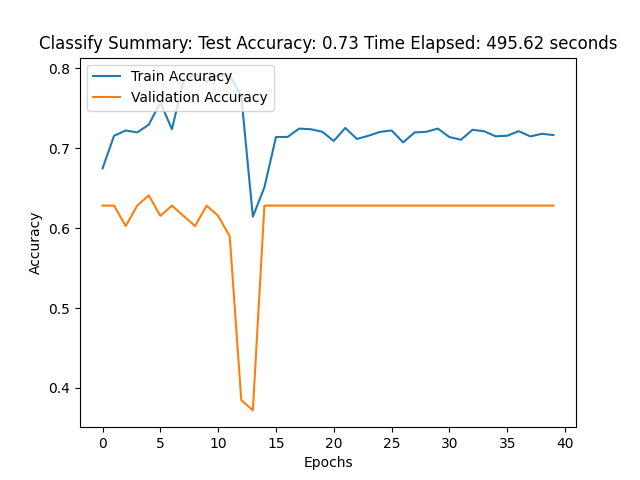 Classify Summary: Test Accuracy: 0.73 Time Elapsed: 495.62 seconds
Train Accuracy
Validation Accuracy
0.8
0.7
0.6
0.5
0.4
Accuracy
0 5 10 15 20 25 30 35 40
Epochs